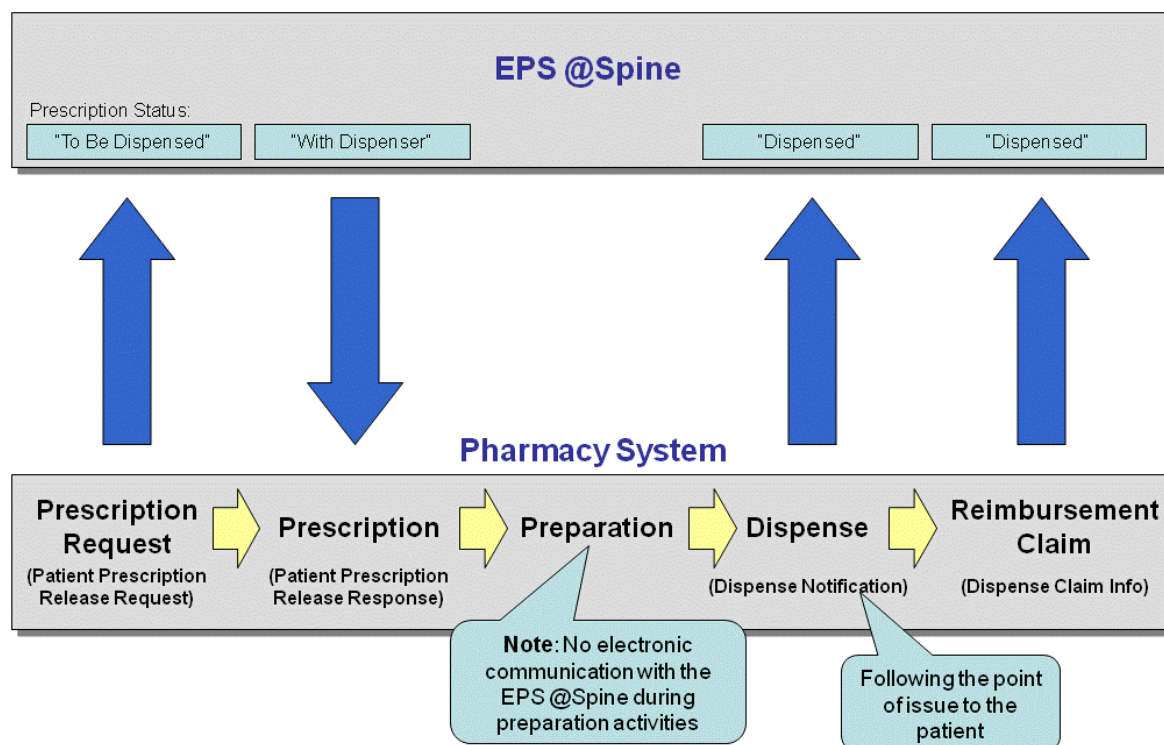 EPS @Spine
Prescription Status:
"To Be Dispensed"
"With Dispenser"
"Dispensed"
"Dispensed"
Pharmacy System
Prescription
Request
(Patient Prescription
Release Request)
Prescription
(Patient Prescription
Release Response)
Preparation
Dispense
(Dispense Notification)
Reimbursement
Claim
(Dispense Claim Info)
Note: No electronic
communication with the
EPS @Spine during
preparation activities
Following the point
of issue to the
patient